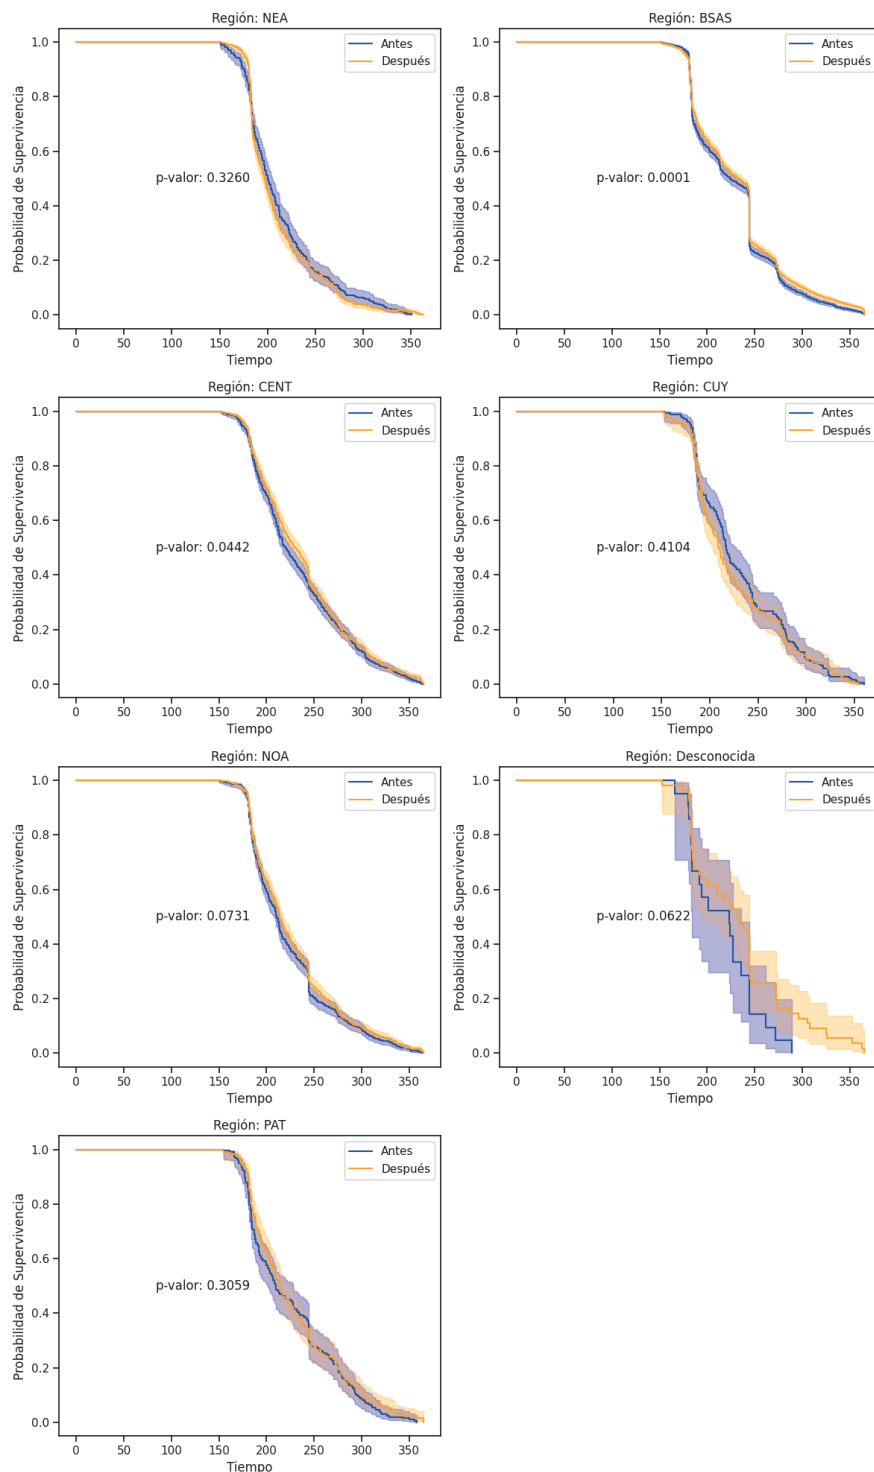 Región: NEA
Probabilidad de Supervivencia
1.0
0.8
0.6
0.4
0.2
0.0
Antes
Después
p-valor: 0.3260
0 50 100 150 200 250 300 350
Tiempo
Región: BSAS
Probabilidad de Supervivencia
1.0
0.8
0.6
0.4
0.2
0.0
Antes
Después
p-valor: 0.0001
0 50 100 150 200 250 300 350
Tiempo
Región: CENT
Probabilidad de Supervivencia
1.0
0.8
0.6
0.4
0.2
0.0
Antes
Después
p-valor: 0.0442
0 50 100 150 200 250 300 350
Tiempo
Región: CUY
Probabilidad de Supervivencia
1.0
0.8
0.6
0.4
0.2
0.0
Antes
Después
p-valor: 0.4104
0 50 100 150 200 250 300 350
Tiempo
Región: NOA
Probabilidad de Supervivencia
1.0
0.8
0.6
0.4
0.2
0.0
Antes
Después
p-valor: 0.0731
0 50 100 150 200 250 300 350
Tiempo
Región: Desconocida
Probabilidad de Supervivencia
1.0
0.8
0.6
0.4
0.2
0.0
Antes
Después
p-valor: 0.0622
0 50 100 150 200 250 300 350
Tiempo
Región: PAT
Probabilidad de Supervivencia
1.0
0.8
0.6
0.4
0.2
0.0
Antes
Después
p-valor: 0.3059
0 50 100 150 200 250 300 350
Tiempo